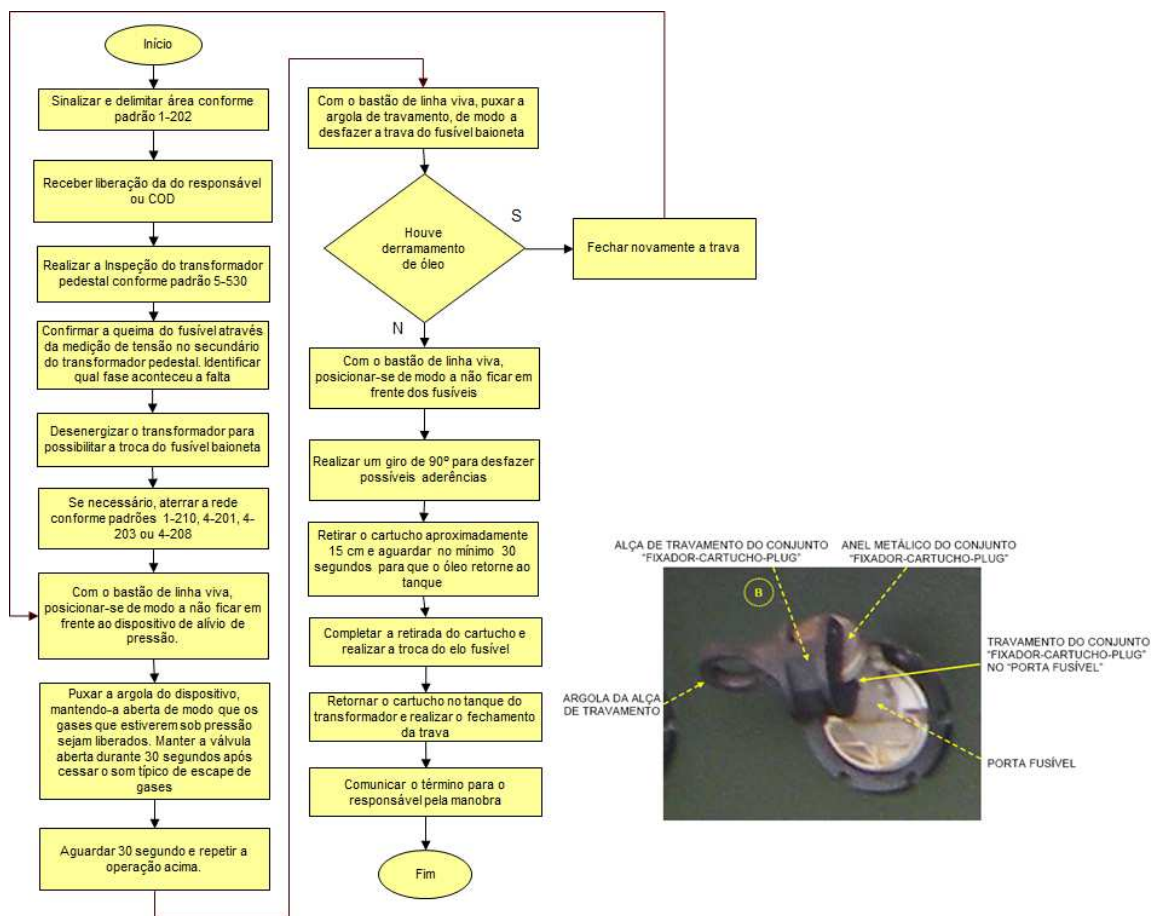 Início
Sinalizar e delimitar área conforme
padrão 1-202
Receber liberação da do responsável
ou COD
Realizar a Inspeção do transformador
pedestal conforme padrão 5-530
Confirmar a queima do fusível através
da medição de tensão no secundário
do transformador pedestal. Identificar
qual fase aconteceu a falta
Desenergizar o transformador para
possibilitar a troca do fusível baioneta
Se necessário, aterrar a rede
conforme padrões 1-210, 4-201, 4-
203 ou 4-208
Com o bastão de linha viva,
posicionar-se de modo a não ficar em
frente ao dispositivo de alívio de
pressão.
Puxar a argola do dispositivo,
mantendo-a aberta de modo que os
gases que estiverem sob pressão
sejam liberados. Manter a válvula
aberta durante 30 segundos após
cessar o som típico de escape de
gases
Aguardar 30 segundo e repetir a
operação acima.
Com o bastão de linha viva, puxar a
argola de travamento, de modo a
desfazer a trava do fusível baioneta
Houve
derramamento
de óleo
S
Fechar novamente a trava
N
Com o bastão de linha viva,
posicionar-se de modo a não ficar em
frente dos fusíveis
Realizar um giro de 90º para desfazer
possíveis aderências
Retirar o cartucho aproximadamente
15 cm e aguardar no mínimo 30
segundos para que o óleo retorne ao
tanque
Completar a retirada do cartucho e
realizar a troca do elo fusível
Retornar o cartucho no tanque do
transformador e realizar o fechamento
da trava
Comunicar o término para o
responsável pela manobra
Fim
ALÇA DE TRAVAMENTO DO CONJUNTO
"FIXADOR-CARTUCHO-PLUG"
ANEL METÁLICO DO CONJUNTO
"FIXADOR-CARTUCHO-PLUG"
B
TRAVAMENTO DO CONJUNTO
"FIXADOR-CARTUCHO-PLUG"
NO "PORTA FUSÍVEL"
ARGOLA DA ALÇA
DE TRAVAMENTO
PORTA FUSÍVEL